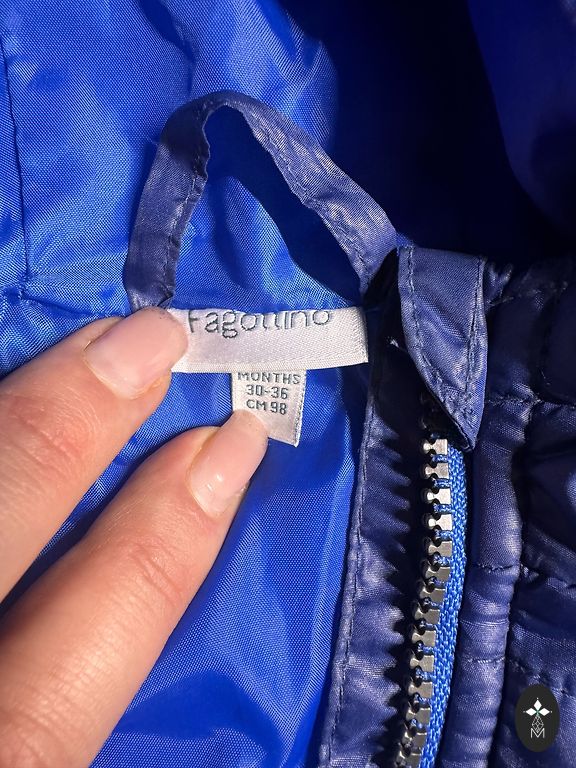 Fagottino
MONTHS
30-36
CM 98
M